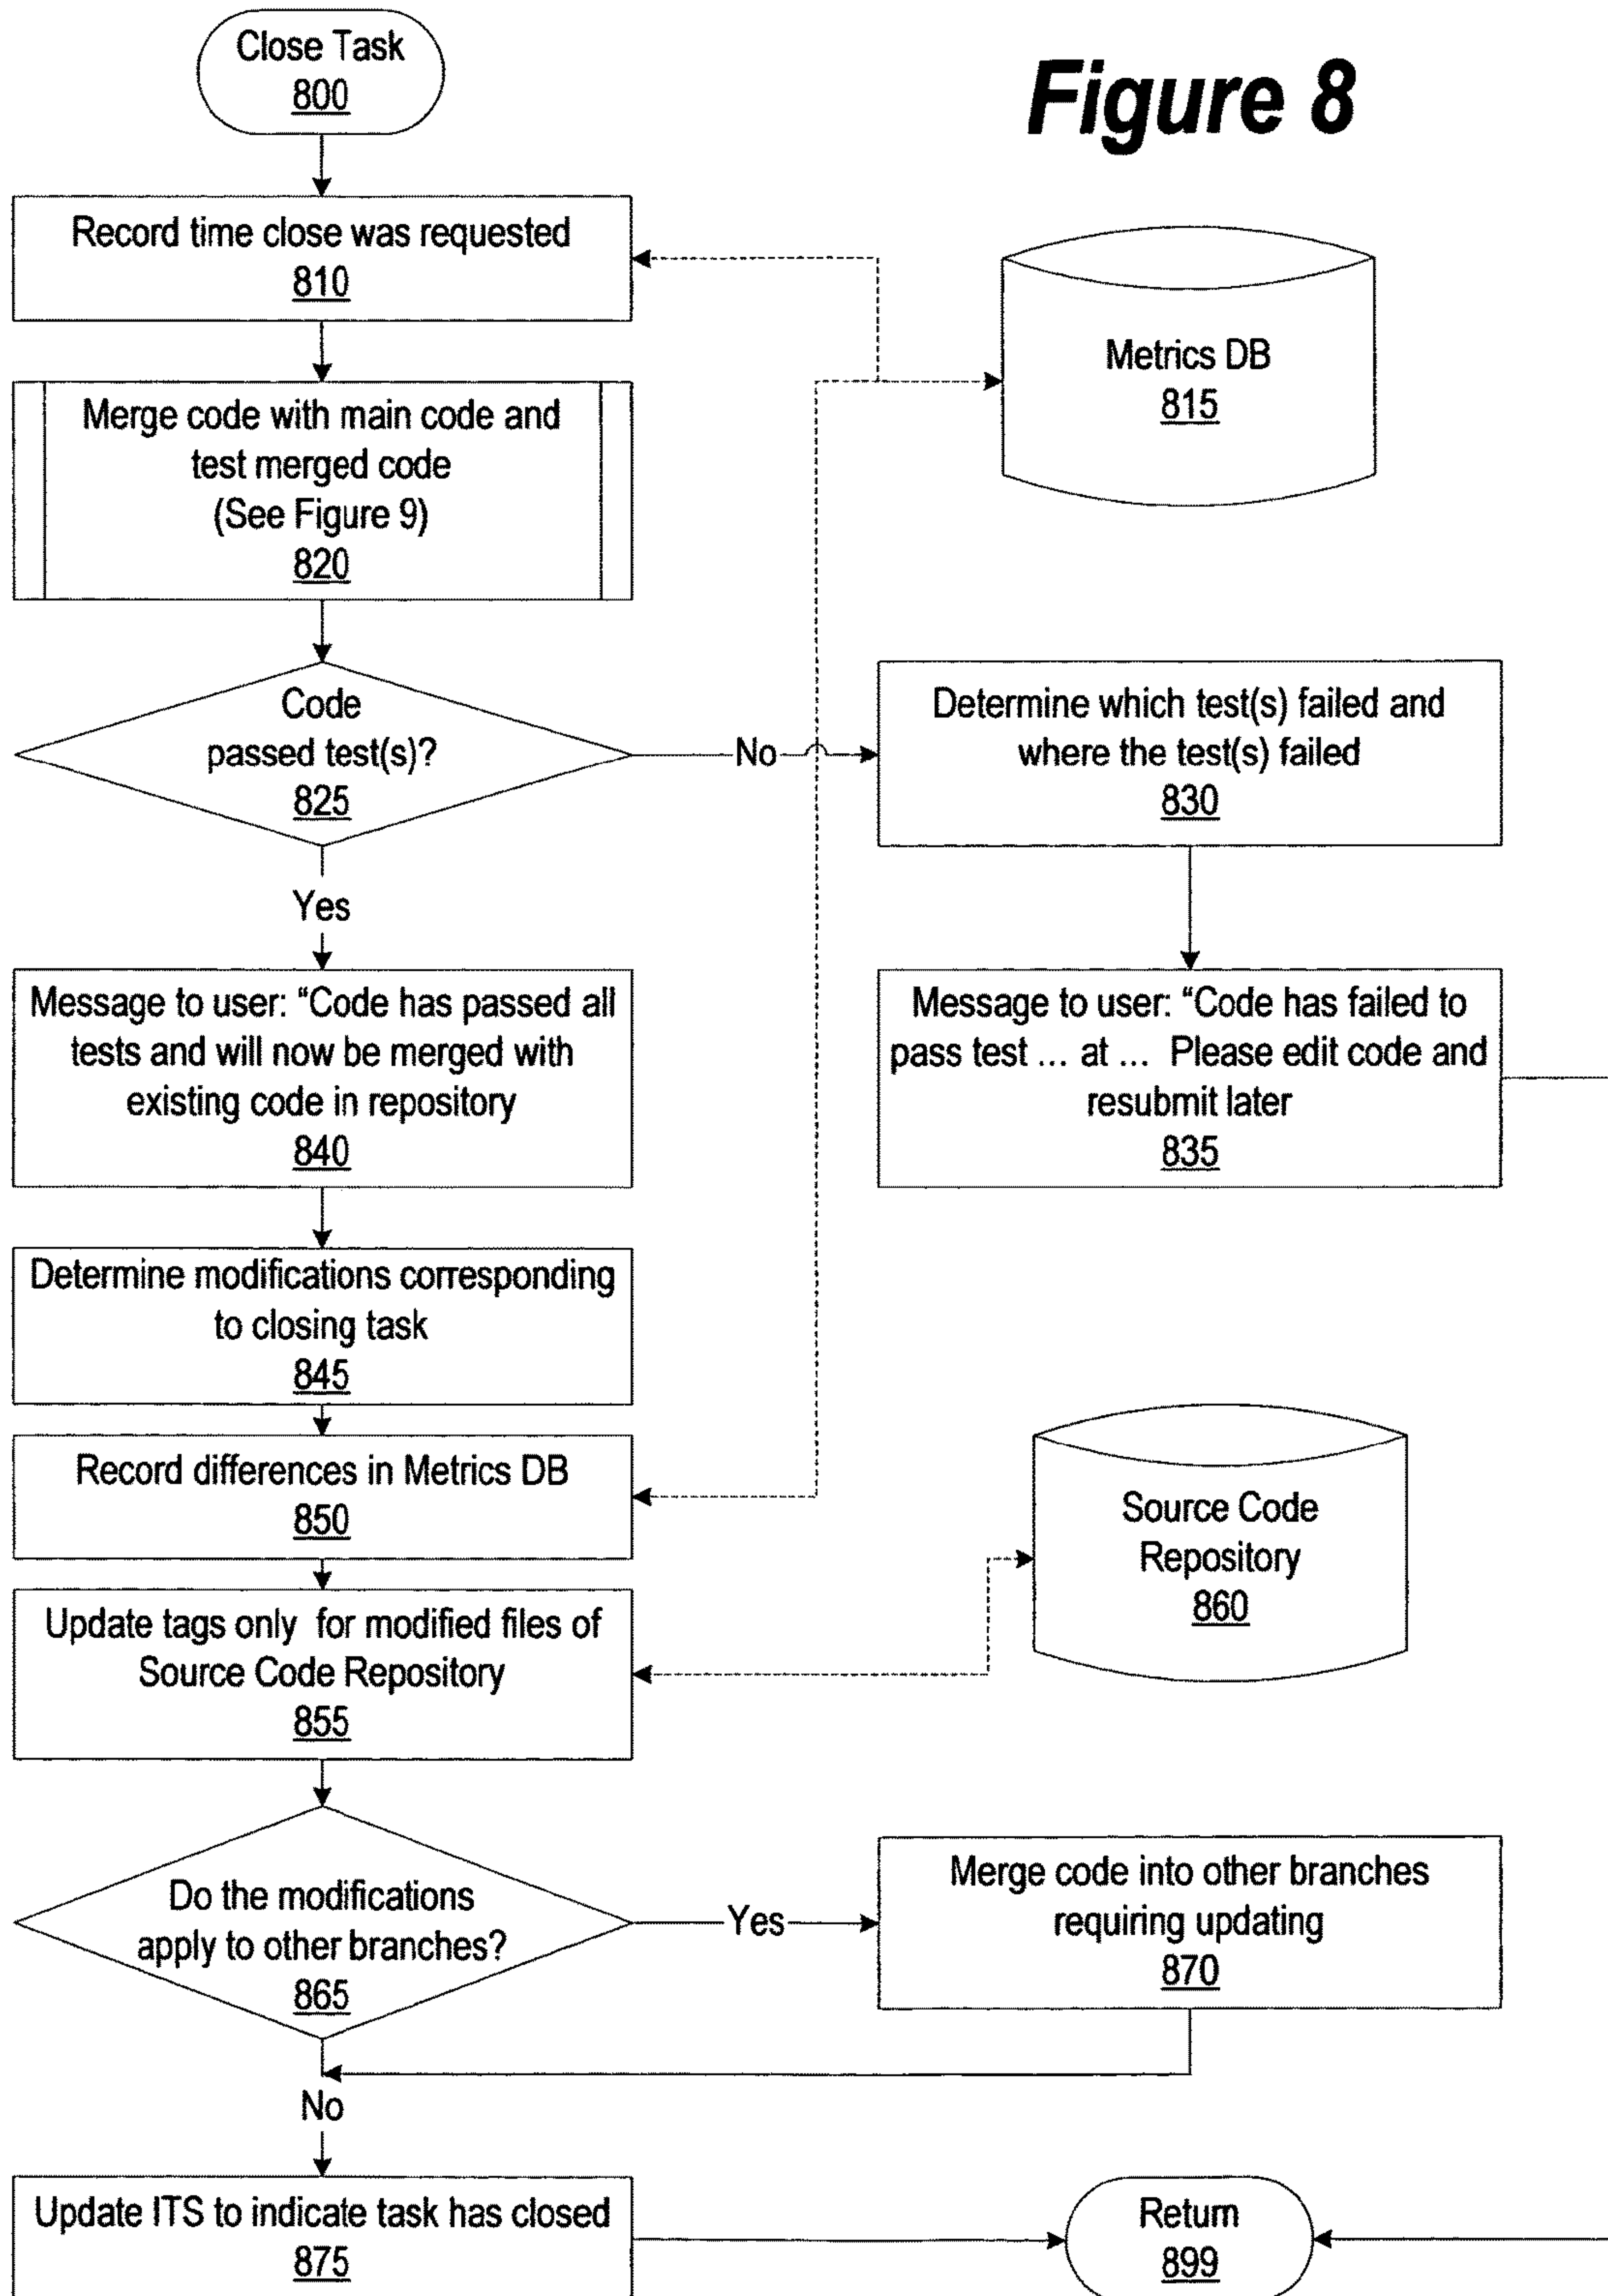 Close Task
800
Figure 8
Record time close was requested
810
Metrics DB
815
Merge code with main code and
test merged code
(See Figure 9)
820
Code
passed test(s)?
825
No
Determine which test(s) failed and
where the test(s) failed
830
Yes
Message to user: “Code has passed all
tests and will now be merged with
existing code in repository
840
Message to user: “Code has failed to
pass test ... at ... Please edit code and
resubmit later
835
Determine modifications corresponding
to closing task
845
Record differences in Metrics DB
850
Source Code
Repository
860
Update tags only for modified files of
Source Code Repository
855
Do the modifications
apply to other branches?
865
Yes
Merge code into other branches
requiring updating
870
No
Update ITS to indicate task has closed
875
Return
899